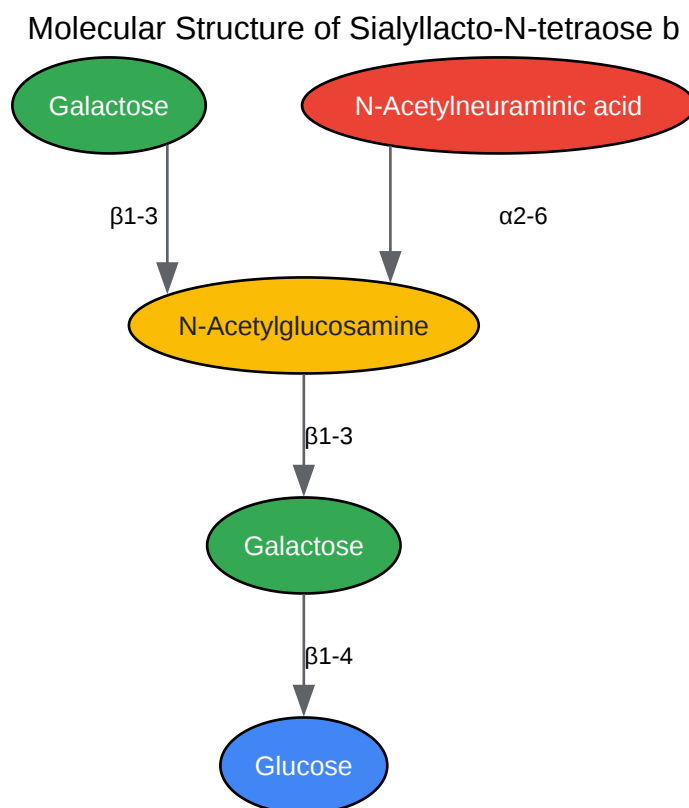 Molecular Structure of Sialyllacto-N-tetraose b
Galactose
N-Acetylneuraminic acid
β1-3
α2-6
N-Acetylglucosamine
β1-3
Galactose
β1-4
Glucose